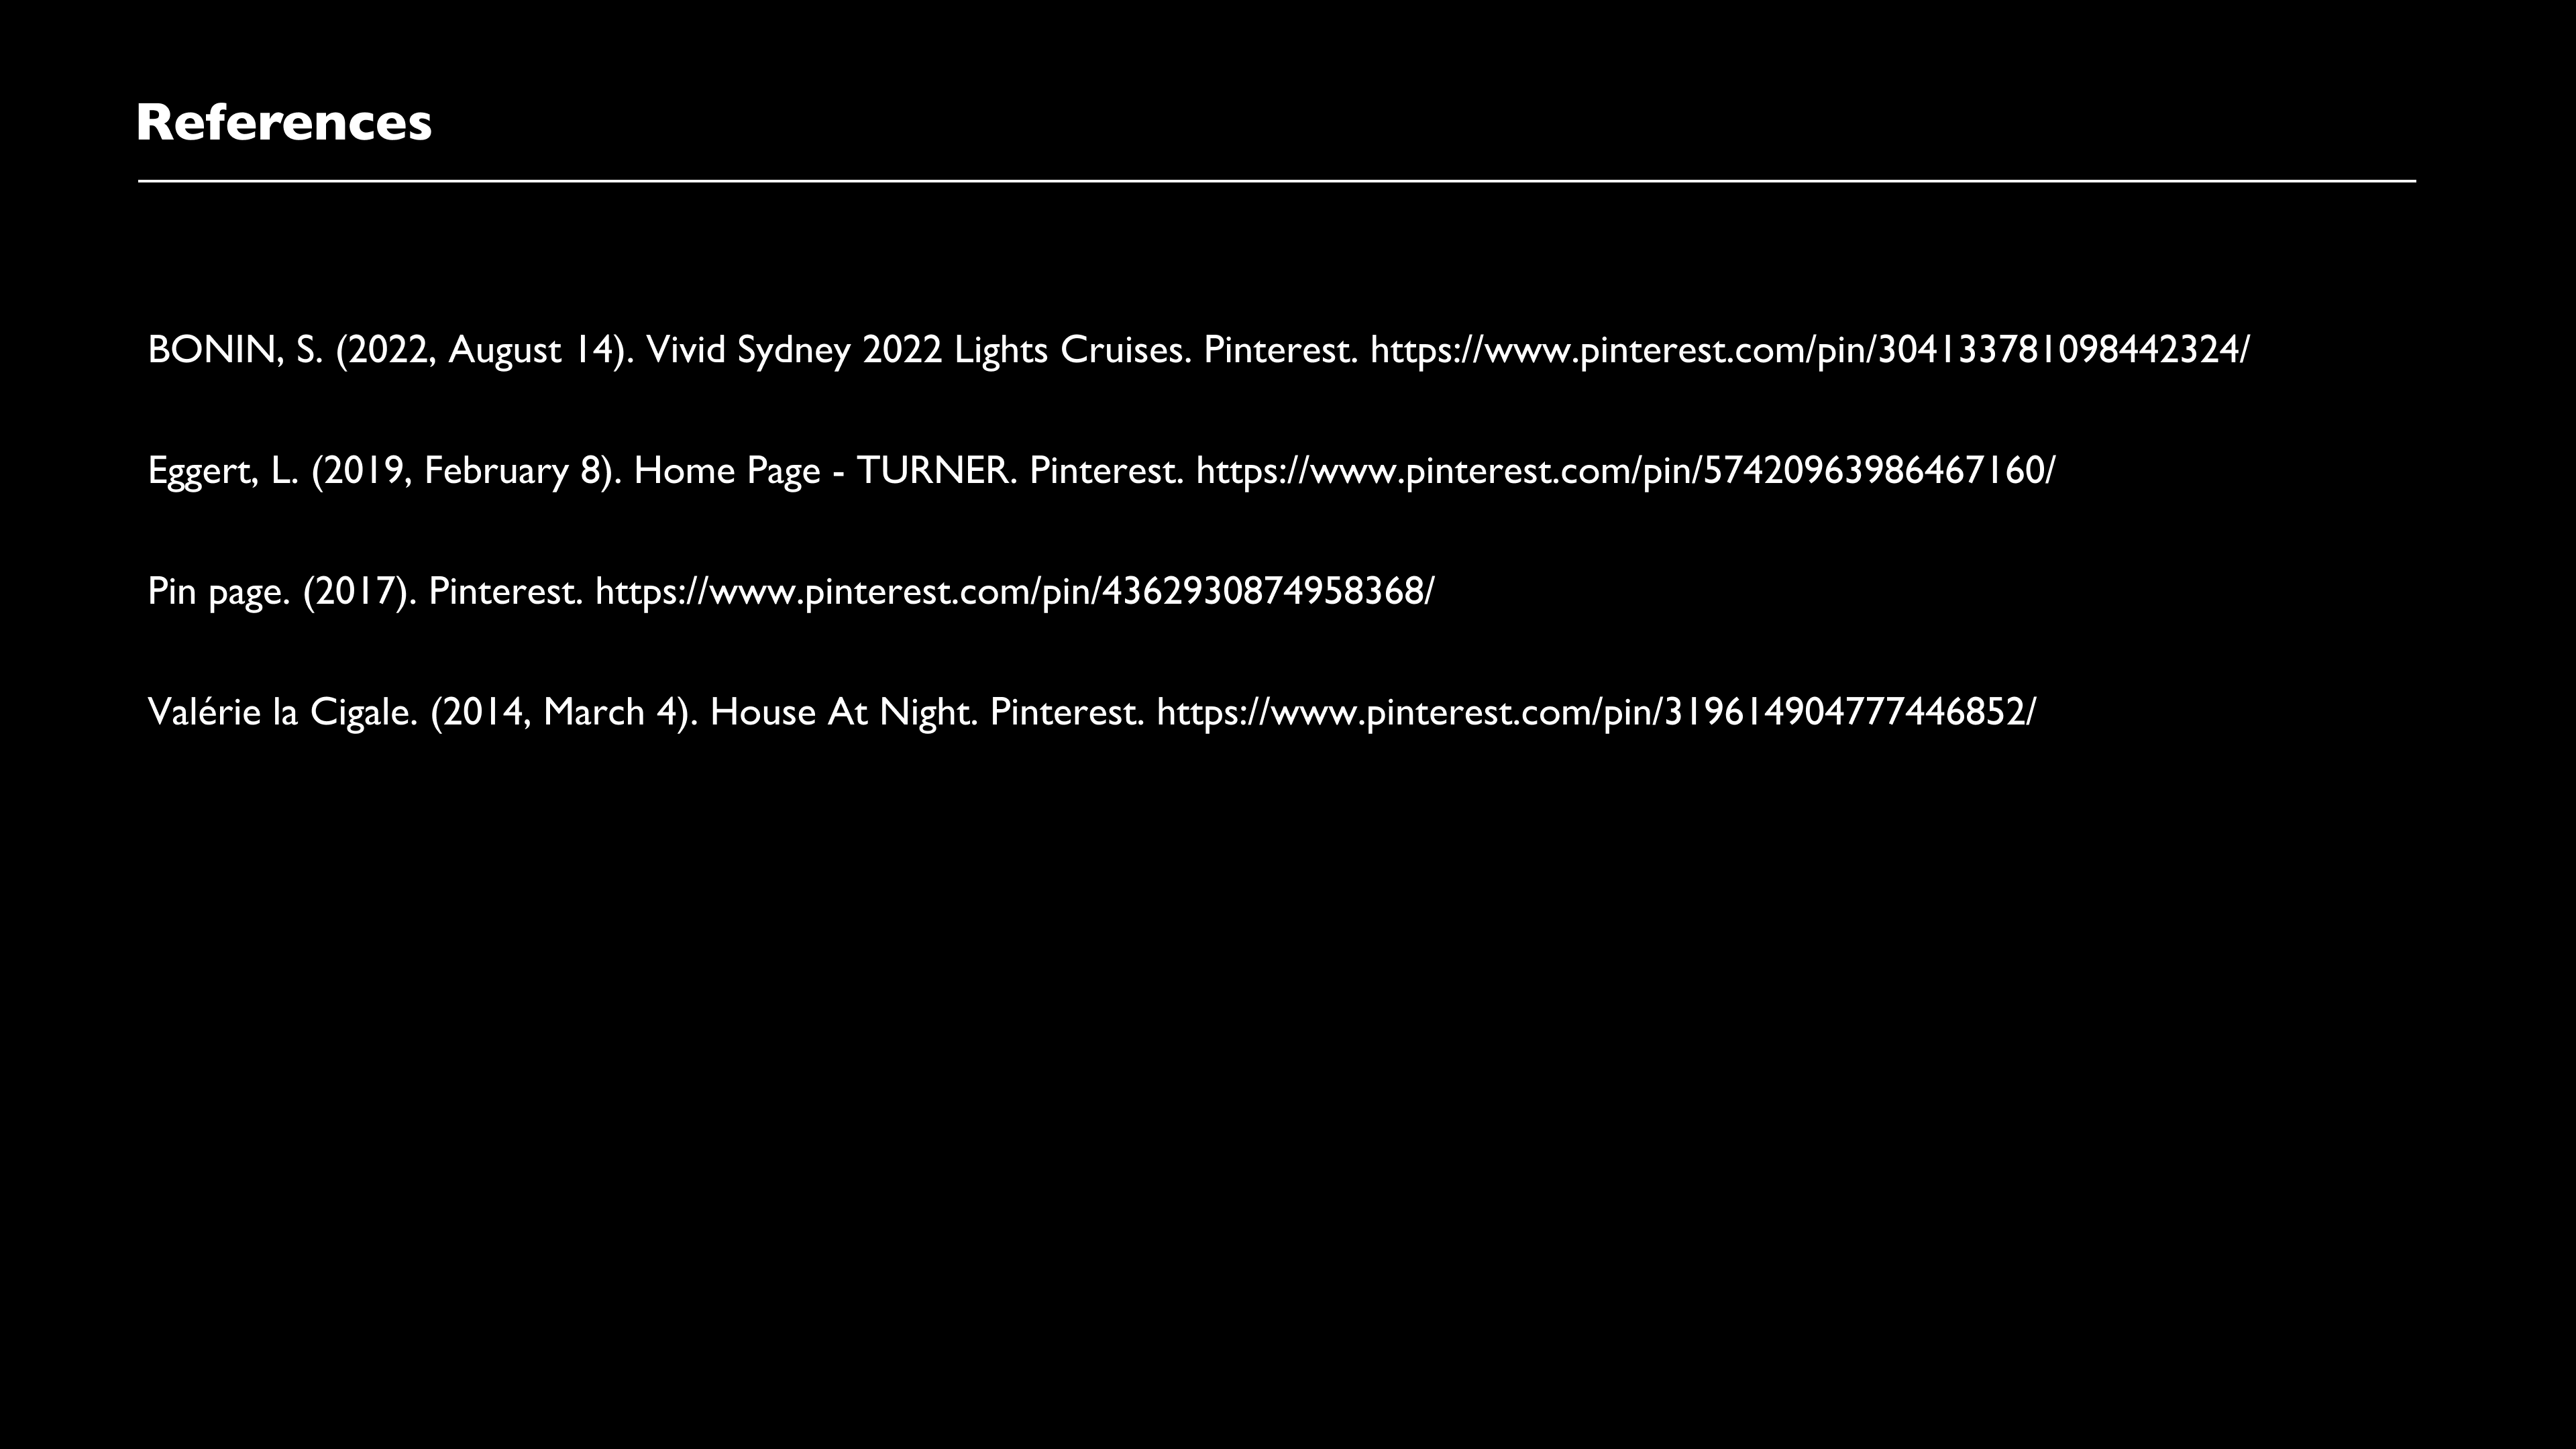 References
BONIN, S. (2022, August 14). Vivid Sydney 2022 Lights Cruises. Pinterest. https://www.pinterest.com/pin/304133781098442324/
Eggert, L. (2019, February 8). Home Page - TURNER. Pinterest. https://www.pinterest.com/pin/57420963986467160/
Pin page. (2017). Pinterest. https://www.pinterest.com/pin/4362930874958368/
Valérie la Cigale. (2014, March 4). House At Night. Pinterest. https://www.pinterest.com/pin/319614904777446852/